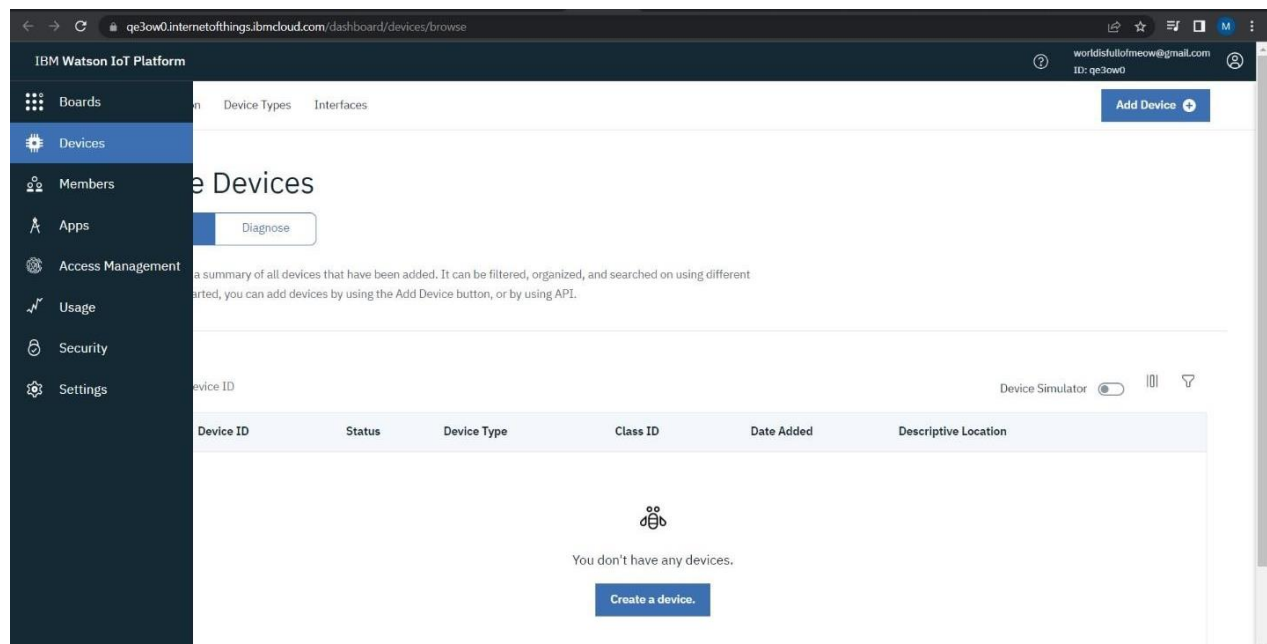 qe3ow0.internetofthings.ibmcloud.com/dashboard/devices/browse
M
IBM Watson IoT Platform
worldisfullofmeow@gmail.com
ID: qe3ow0
Boards
Devices
Members
Apps
Access Management
Usage
Security
Settings
n Device Types Interfaces
Add Device
e Devices
Diagnose
a summary of all devices that have been added. It can be filtered, organized, and searched on using different
arted, you can add devices by using the Add Device button, or by using API.
evice ID
Device Simulator
Device ID Status Device Type Class ID Date Added Descriptive Location
You don't have any devices.
Create a device.